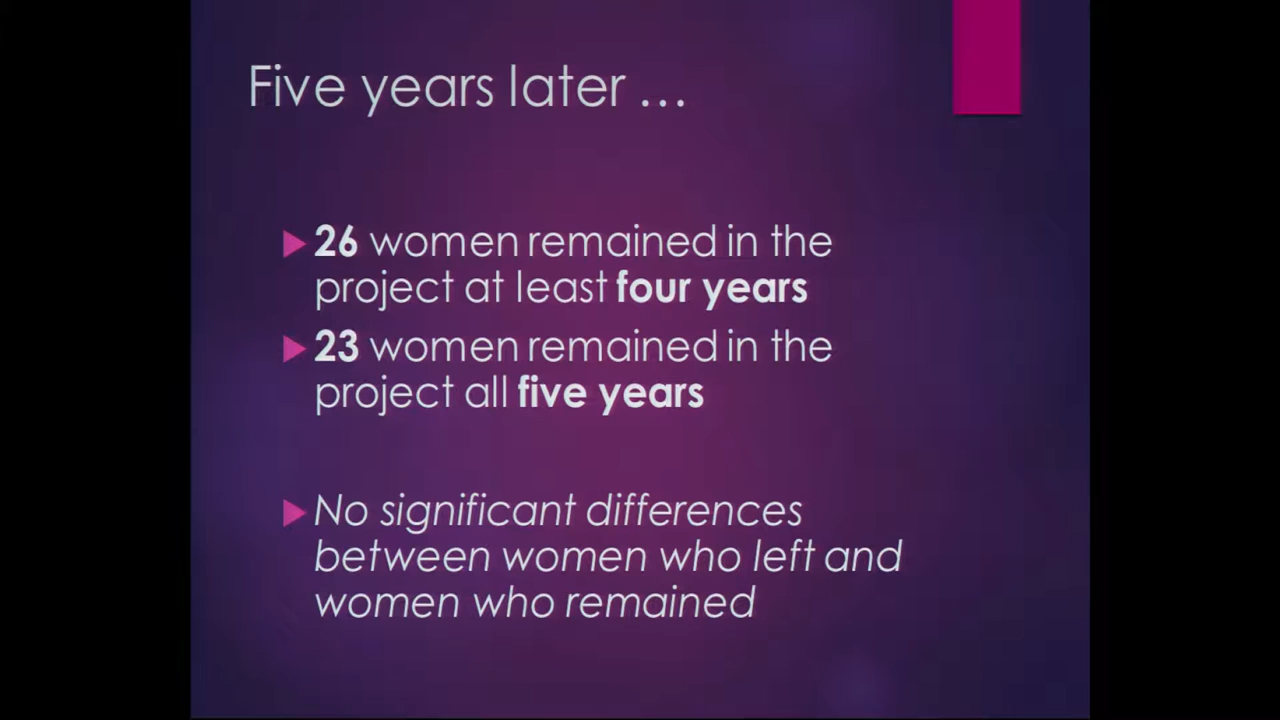 Five years later ...
26 women remained in the
project at least four years
23 women remained in the
project all five years
No significant differences
between women who left and
women who remained